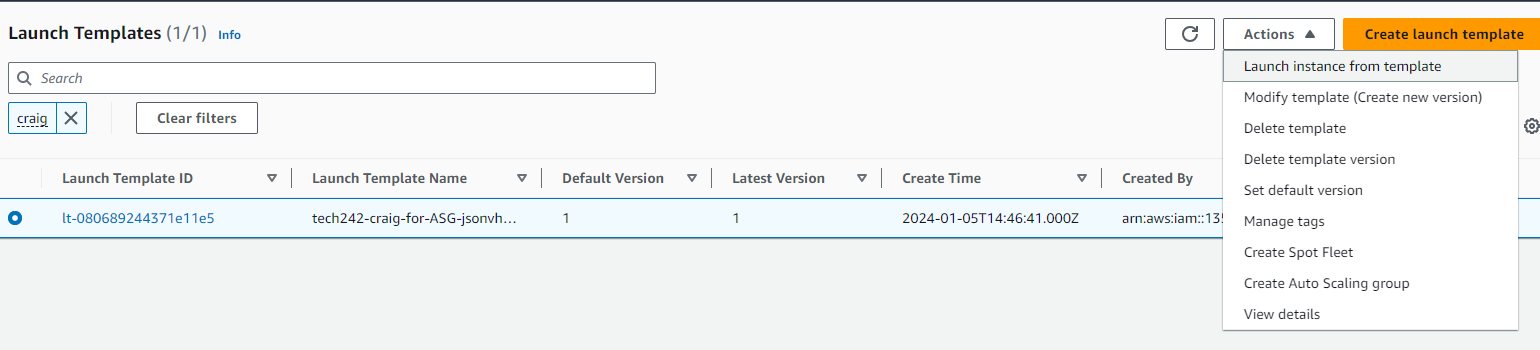 Launch Templates (1/1) Info
Actions
Create launch template
Search
craig
Clear filters
Launch instance from template
Modify template (Create new version)
Delete template
Delete template version
Set default version
Manage tags
Create Spot Fleet
Create Auto Scaling group
View details
Launch Template ID Launch Template Name Default Version Latest Version Create Time Created By
lt-080689244371e11e5 tech242-craig-for-ASG-jsonvh… 1 1 2024-01-05T14:46:41.000Z arn:aws:iam::135